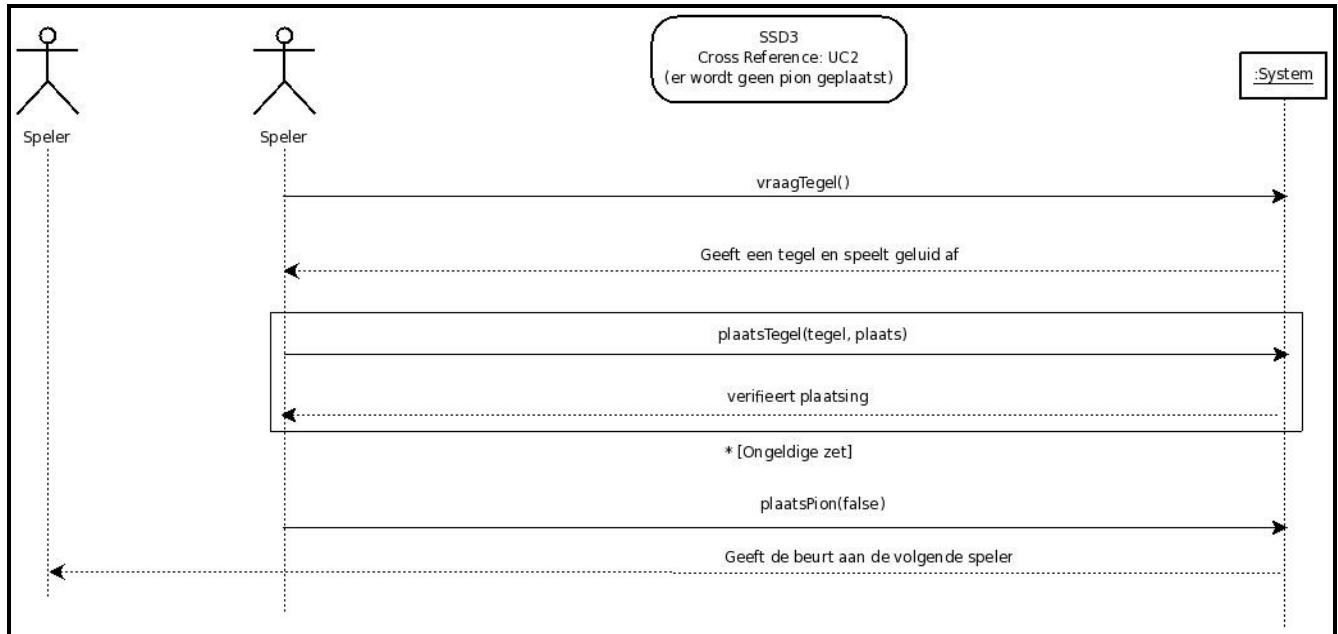 SSD3
Cross Reference: UC2
(er wordt geen pion geplaatst)
:System
Speler
Speler
vraagTegel()
Geeft een tegel en speelt geluid af
plaatsTegel(tegel, plaats)
verifieert plaatsing
* [Ongeldige zet]
plaatsPion(false)
Geeft de beurt aan de volgende speler